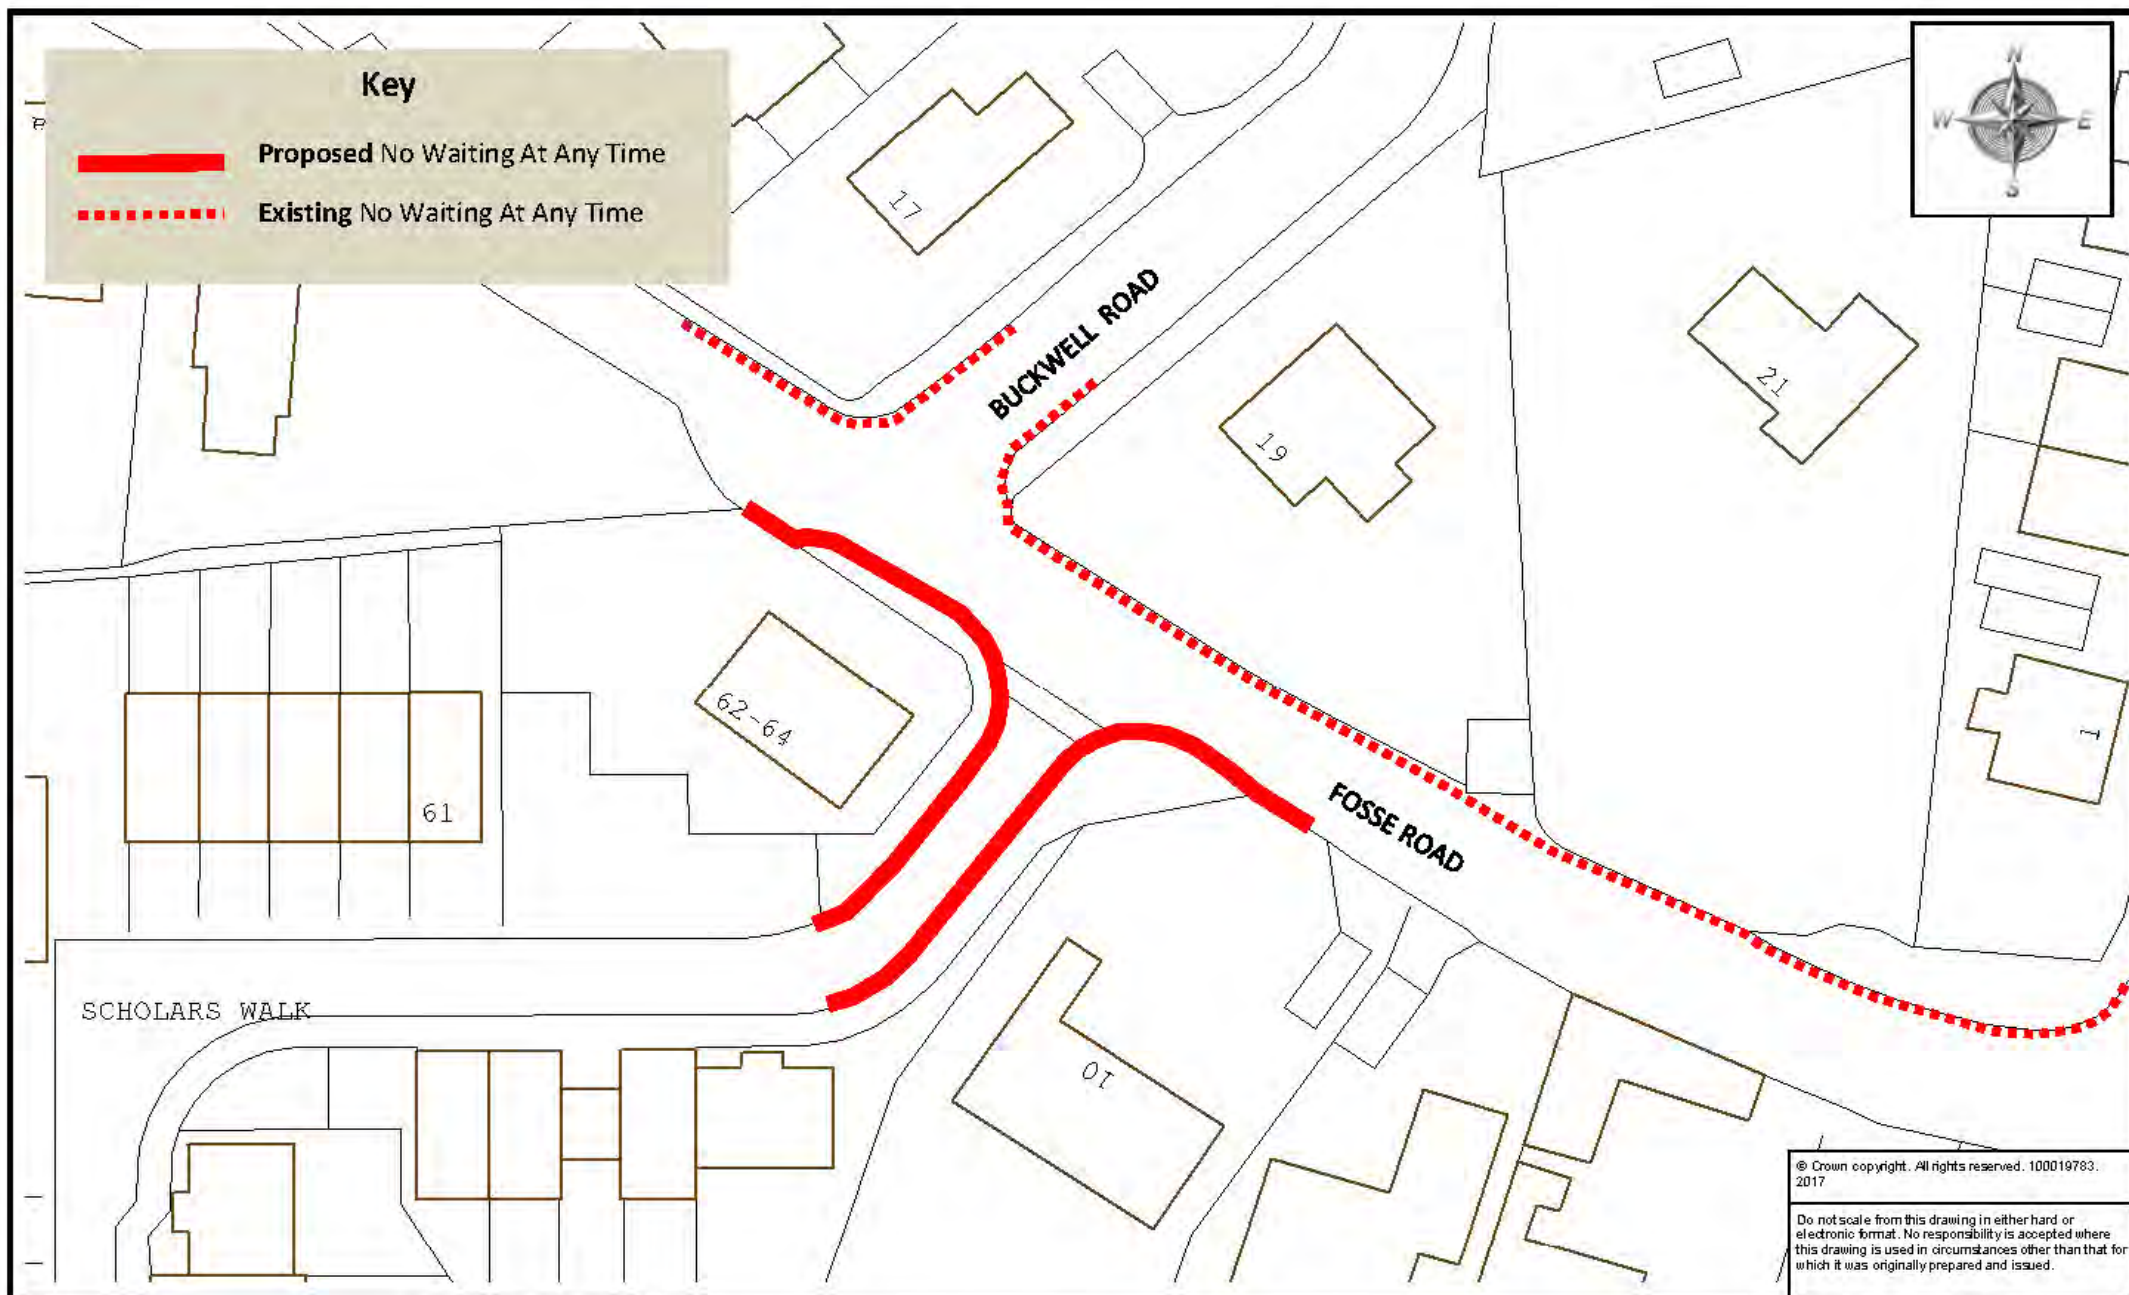 Key
Proposed No Waiting At Any Time
Existing No Waiting At Any Time
N
W E
S
17
BUCKWELL ROAD
19
21
62-64
61
1
FOSSE ROAD
SCHOLARS WALK
10
© Crown copyright. All rights reserved. 100019783.
2017
Do not scale from this drawing in either hard or
electronic format. No responsibility is accepted where
this drawing is used in circumstances other than that for
which it was originally prepared and issued.